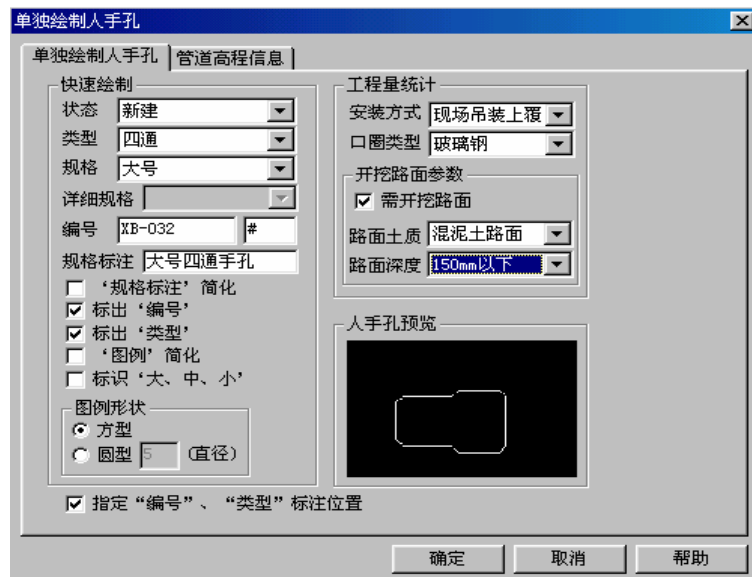 单独绘制人手孔
单独绘制人手孔 管道高程信息
快速绘制
状态 新建
类型 四通
规格 大号
详细规格
编号 XB-032 #
规格标注 大号四通手孔
‘规格标注’简化
标出‘编号’
标出‘类型’
‘图例’简化
标识‘大、中、小’
图例形状
方型
圆型 5 (直径)
指定“编号”、“类型”标注位置
工程量统计
安装方式 现场吊装上覆
口圈类型 玻璃钢
开挖路面参数
需开挖路面
路面土质 混泥土路面
路面深度 150mm以下
人手孔预览
确定 取消 帮助